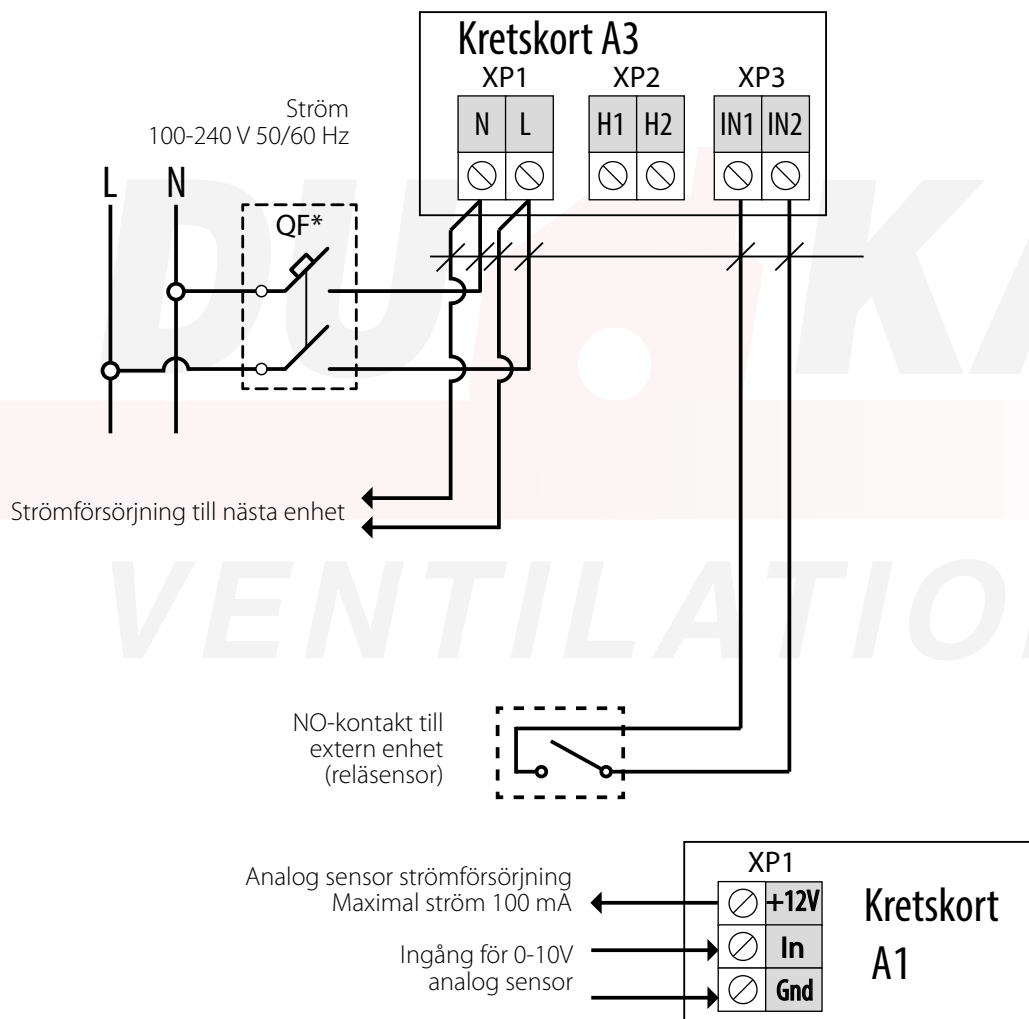 Kretskort A3
XP1 XP2 XP3
N L H1 H2 IN1 IN2
Ström
100-240 V 50/60 Hz
L N
QF*
Strömförsörjning till nästa enhet
NO-kontakt till
extern enhet
(reläsensor)
XP1
Analog sensor strömförsörjning
Maximal ström 100 mA
+12V
Kretskort
A1
Ingång för 0-10V
analog sensor
In
Gnd
DUKA
VENTILATION